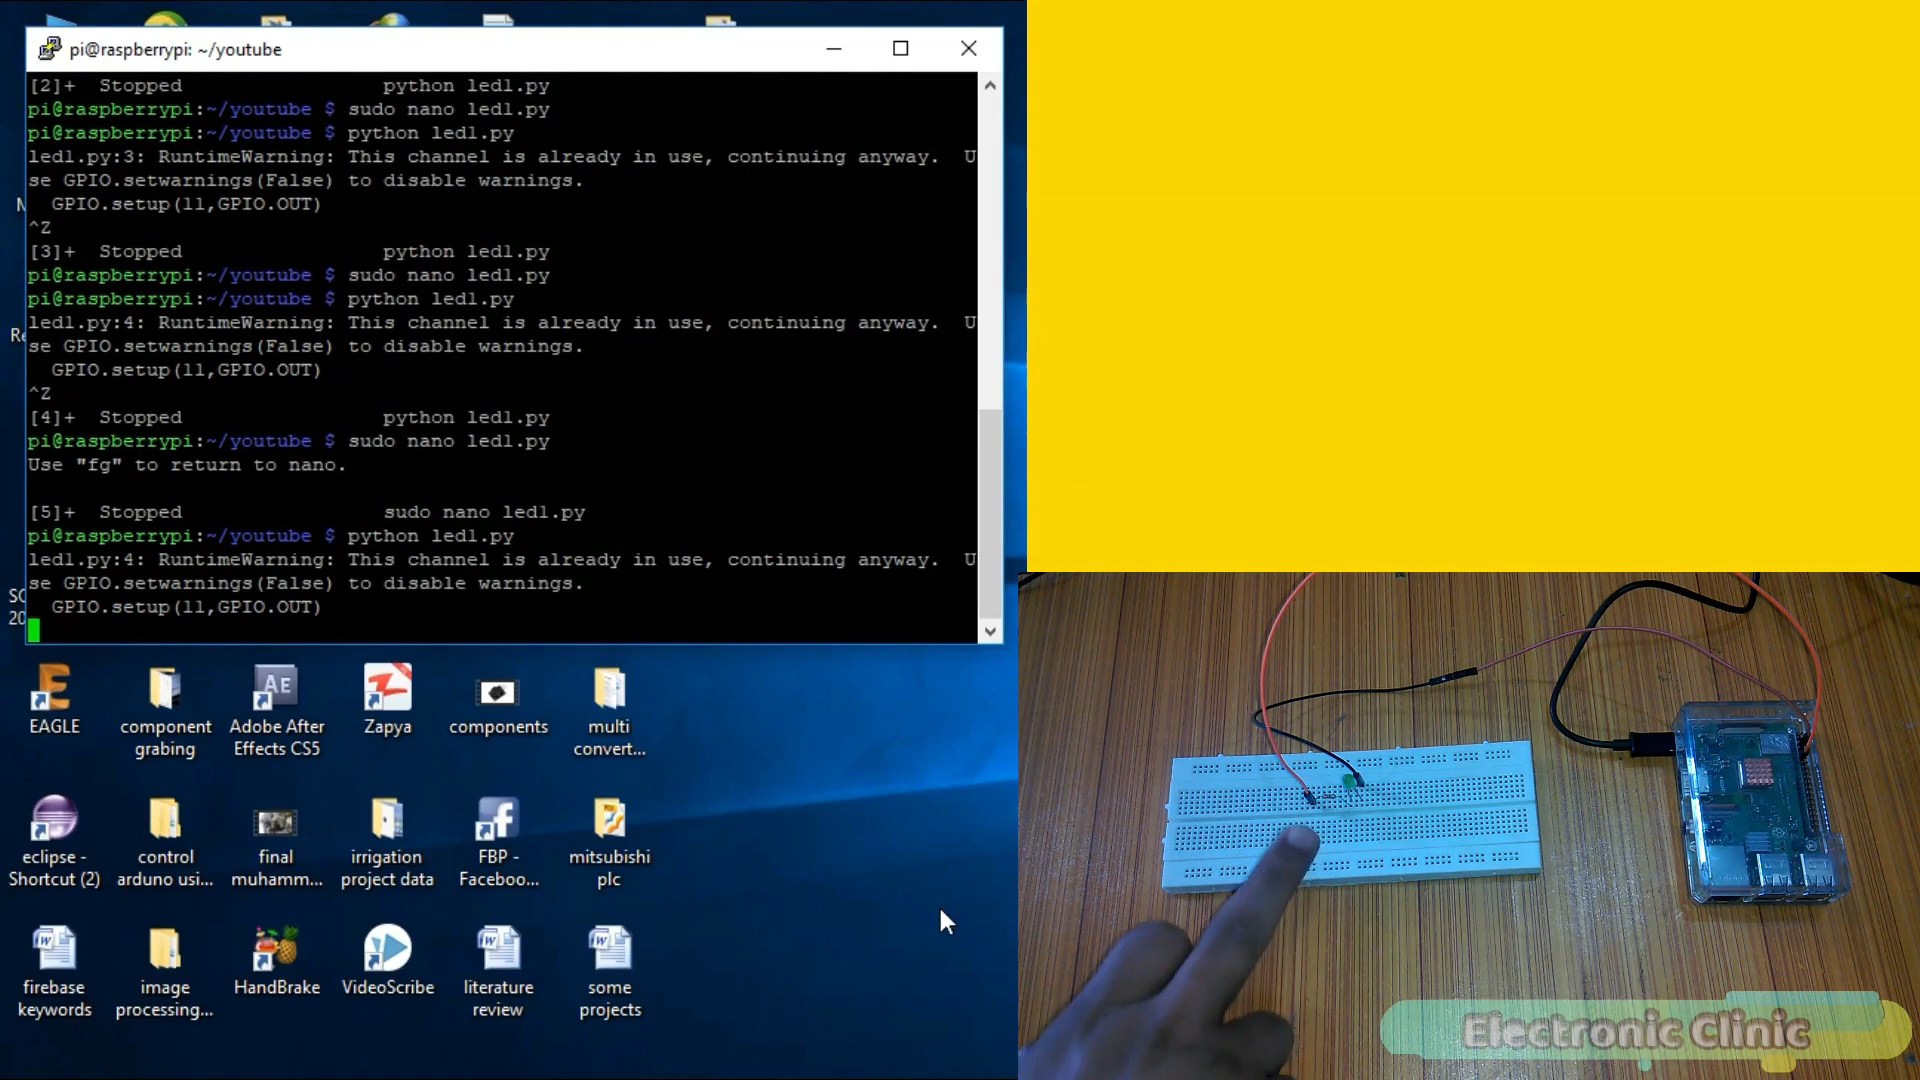 pi@raspberrypi: ~/youtube
[2]+  Stopped                 python led1.py
pi@raspberrypi:~/youtube $ sudo nano led1.py
pi@raspberrypi:~/youtube $ python led1.py
led1.py:3: RuntimeWarning: This channel is already in use, continuing anyway.  U
se GPIO.setwarnings(False) to disable warnings.
  GPIO.setup(11,GPIO.OUT)
^Z
[3]+  Stopped                 python led1.py
pi@raspberrypi:~/youtube $ sudo nano led1.py
pi@raspberrypi:~/youtube $ python led1.py
led1.py:4: RuntimeWarning: This channel is already in use, continuing anyway.  U
se GPIO.setwarnings(False) to disable warnings.
  GPIO.setup(11,GPIO.OUT)
^Z
[4]+  Stopped                 python led1.py
pi@raspberrypi:~/youtube $ sudo nano led1.py
Use "fg" to return to nano.
[5]+  Stopped                 sudo nano led1.py
pi@raspberrypi:~/youtube $ python led1.py
led1.py:4: RuntimeWarning: This channel is already in use, continuing anyway.  U
se GPIO.setwarnings(False) to disable warnings.
  GPIO.setup(11,GPIO.OUT)
EAGLE
component
grabing
Adobe After
Effects CS5
Zapya
components
multi
convert...
eclipse -
Shortcut (2)
control
arduno usi...
final
muhamm...
irrigation
project data
FBP -
Faceboo...
mitsubishi
plc
firebase
keywords
image
processing...
HandBrake
VideoScribe
literature
review
some
projects
Electronic Clinic